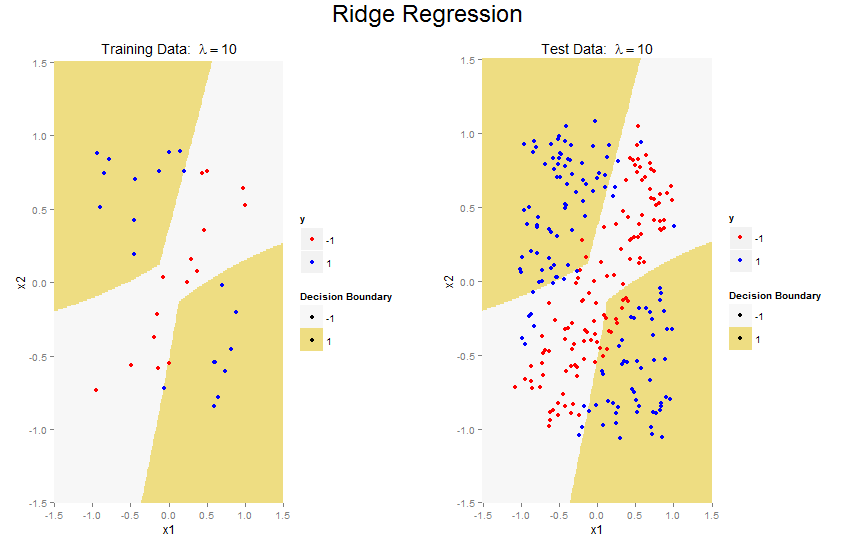 Ridge Regression
Training Data: λ = 10
1.5
1.0
0.5
0.0
-0.5
-1.0
-1.5
x2
-1.5 -1.0 -0.5 0.0 0.5 1.0 1.5
x1
y
-1
1
Decision Boundary
-1
1
Test Data: λ = 10
1.5
1.0
0.5
0.0
-0.5
-1.0
-1.5
x2
-1.5 -1.0 -0.5 0.0 0.5 1.0 1.5
x1
y
-1
1
Decision Boundary
-1
1